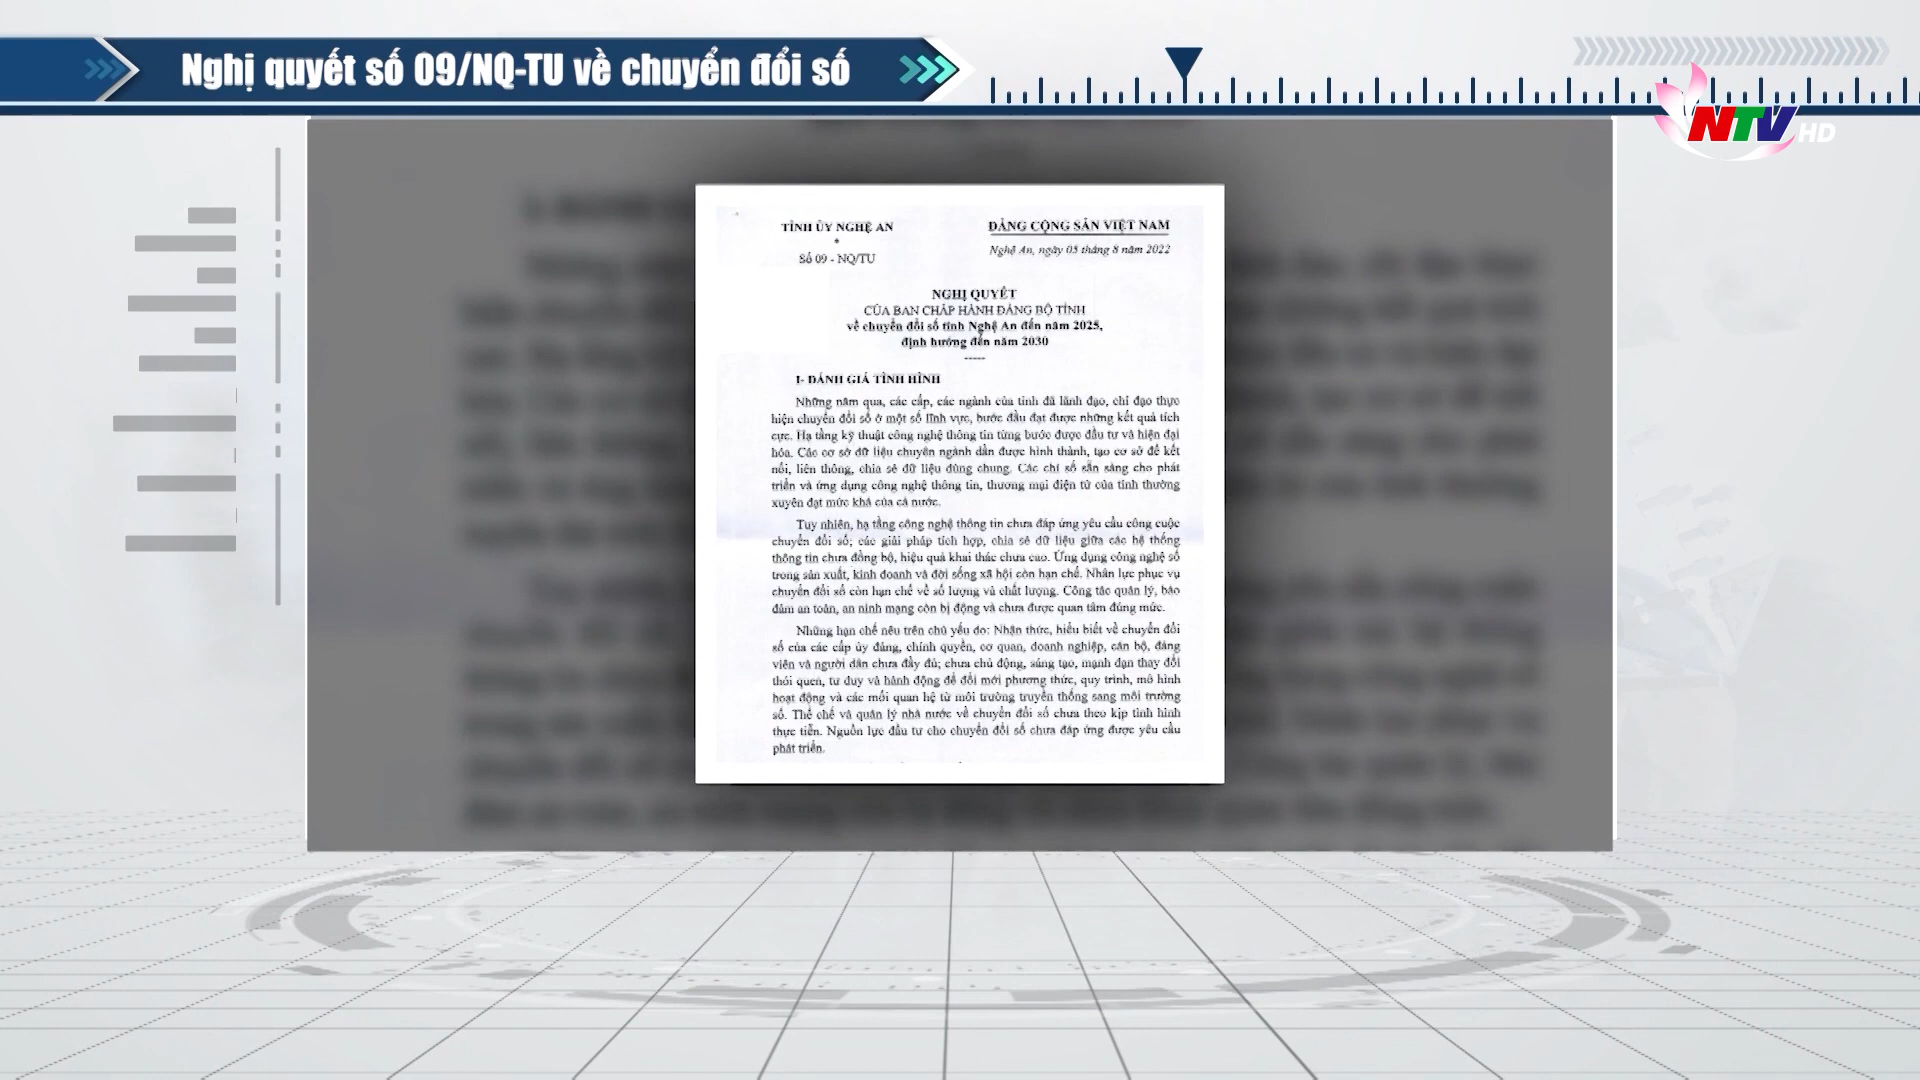 Nghị quyết số 09/NQ-TU về chuyển đổi số
NTV HD
TỈNH ỦY NGHỆ AN
*
Số 09 - NQ/TU
ĐẢNG CỘNG SẢN VIỆT NAM
Nghệ An, ngày 05 tháng 8 năm 2022
NGHỊ QUYẾT
CỦA BAN CHẤP HÀNH ĐẢNG BỘ TỈNH
về chuyển đổi số tỉnh Nghệ An đến năm 2025,
định hướng đến năm 2030
-----
I- ĐÁNH GIÁ TÌNH HÌNH
Những năm qua, các cấp, các ngành của tỉnh đã lãnh đạo, chỉ đạo thực
hiện chuyển đổi số ở một số lĩnh vực, bước đầu đạt được những kết quả tích
cực. Hạ tầng kỹ thuật công nghệ thông tin từng bước được đầu tư và hiện đại
hóa. Các cơ sở dữ liệu chuyên ngành dần được hình thành, tạo cơ sở để kết
nối, liên thông, chia sẻ dữ liệu dùng chung. Các chỉ số sẵn sàng cho phát
triển và ứng dụng công nghệ thông tin, thương mại điện tử của tỉnh thường
xuyên đạt mức khá của cả nước.
Tuy nhiên, hạ tầng công nghệ thông tin chưa đáp ứng yêu cầu công cuộc
chuyển đổi số; các giải pháp tích hợp, chia sẻ dữ liệu giữa các hệ thống
thông tin chưa đồng bộ, hiệu quả khai thác chưa cao. Ứng dụng công nghệ số
trong sản xuất, kinh doanh và đời sống xã hội còn hạn chế. Nhân lực phục vụ
chuyển đổi số còn hạn chế về số lượng và chất lượng. Công tác quản lý, bảo
đảm an toàn, an ninh mạng còn bị động và chưa được quan tâm đúng mức.
Những hạn chế nêu trên chủ yếu do: Nhận thức, hiểu biết về chuyển đổi
số của các cấp ủy đảng, chính quyền, cơ quan, doanh nghiệp, cán bộ, đảng
viên và người dân chưa đầy đủ; chưa chủ động, sáng tạo, mạnh dạn thay đổi
thói quen, tư duy và hành động để đổi mới phương thức, quy trình, mô hình
hoạt động và các mối quan hệ từ môi trường truyền thống sang môi trường
số. Thể chế và quản lý nhà nước về chuyển đổi số chưa theo kịp tình hình
thực tiễn. Nguồn lực đầu tư cho chuyển đổi số chưa đáp ứng được yêu cầu
phát triển.